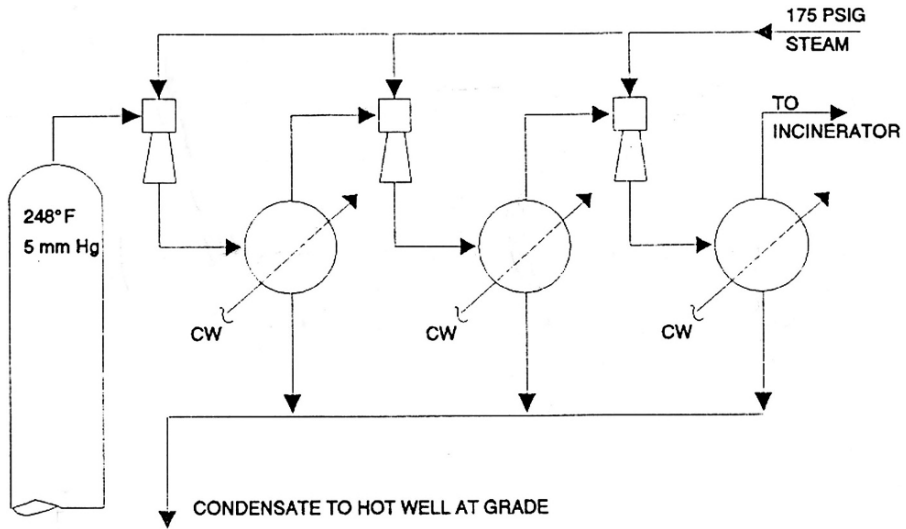 175 PSIG
STEAM
TO
INCINERATOR
248°F
5 mm Hg
CW
CW
CW
CONDENSATE TO HOT WELL AT GRADE